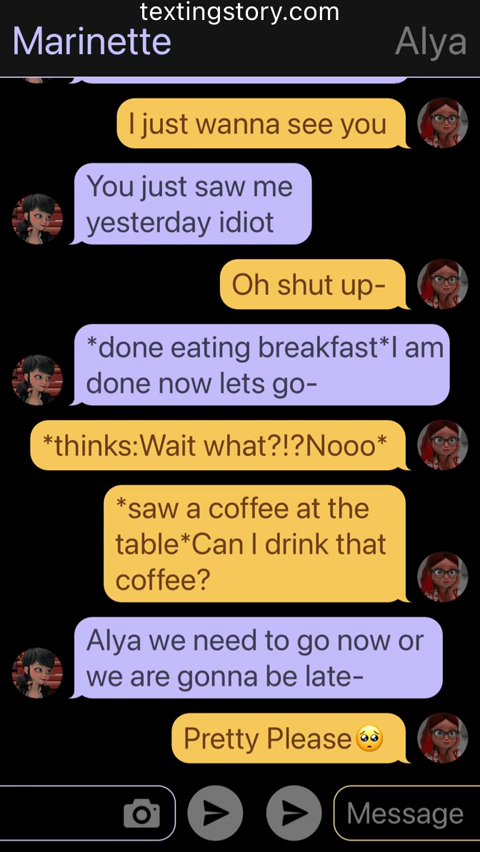 textingstory.com
Marinette
Alya
I just wanna see you
You just saw me
yesterday idiot
Oh shut up-
*done eating breakfast*I am
done now lets go-
*thinks:Wait what?!?Nooo*
*saw a coffee at the
table*Can I drink that
coffee?
Alya we need to go now or
we are gonna be late-
Pretty Please🥺
Message